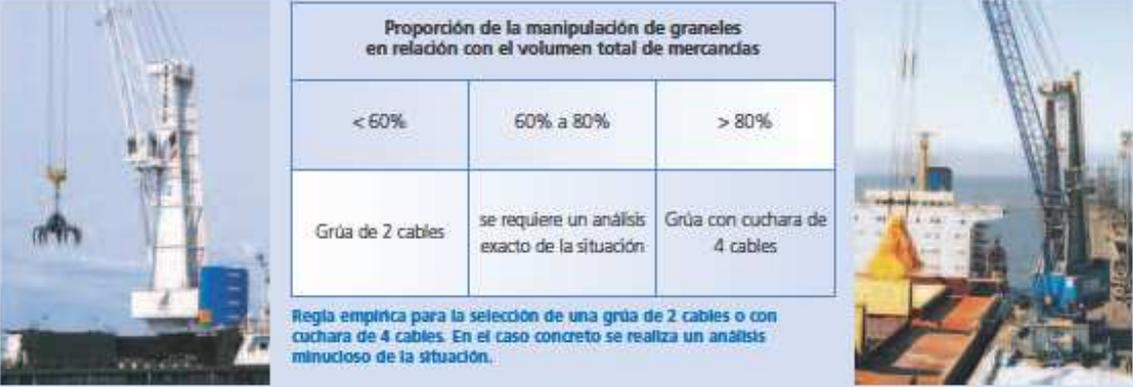 Proporción de la manipulación de graneles
en relación con el volumen total de mercancías
< 60%
60% a 80%
> 80%
Grúa de 2 cables
se requiere un análisis
exacto de la situación
Grúa con cuchara de
4 cables
Regla empírica para la selección de una grúa de 2 cables o con
cuchara de 4 cables. En el caso concreto se realiza un análisis
minucioso de la situación.